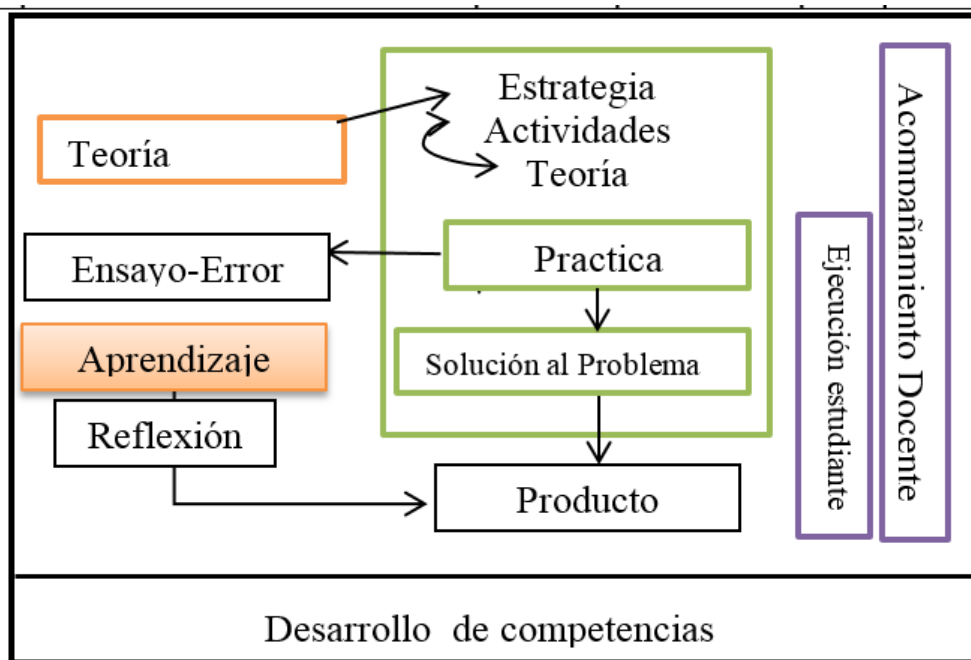 Estrategia
Actividades
Teoría
Teoría
Ensayo-Error
Practica
Aprendizaje
Solución al Problema
Reflexión
Producto
Ejecución estudiante
Acompañamiento Docente
Desarrollo de competencias